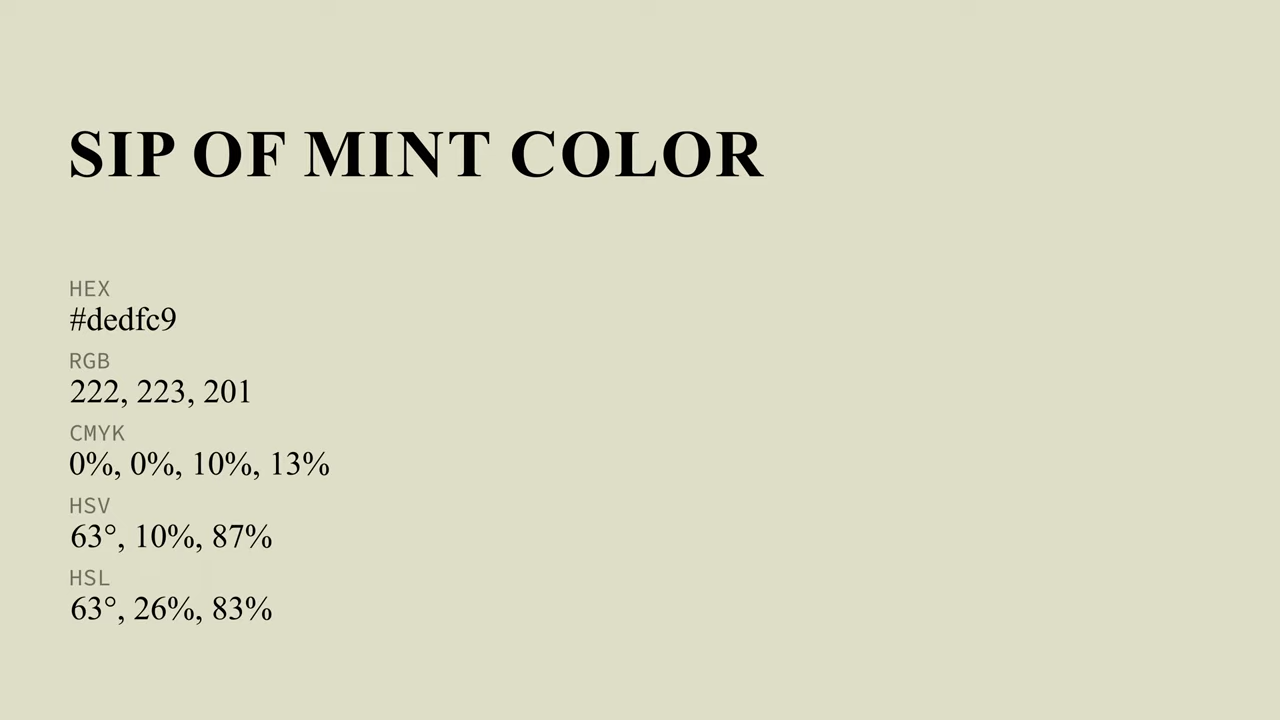 SIP OF MINT COLOR
HEX
#dedfc9
RGB
222, 223, 201
CMYK
0%, 0%, 10%, 13%
HSV
63°, 10%, 87%
HSL
63°, 26%, 83%